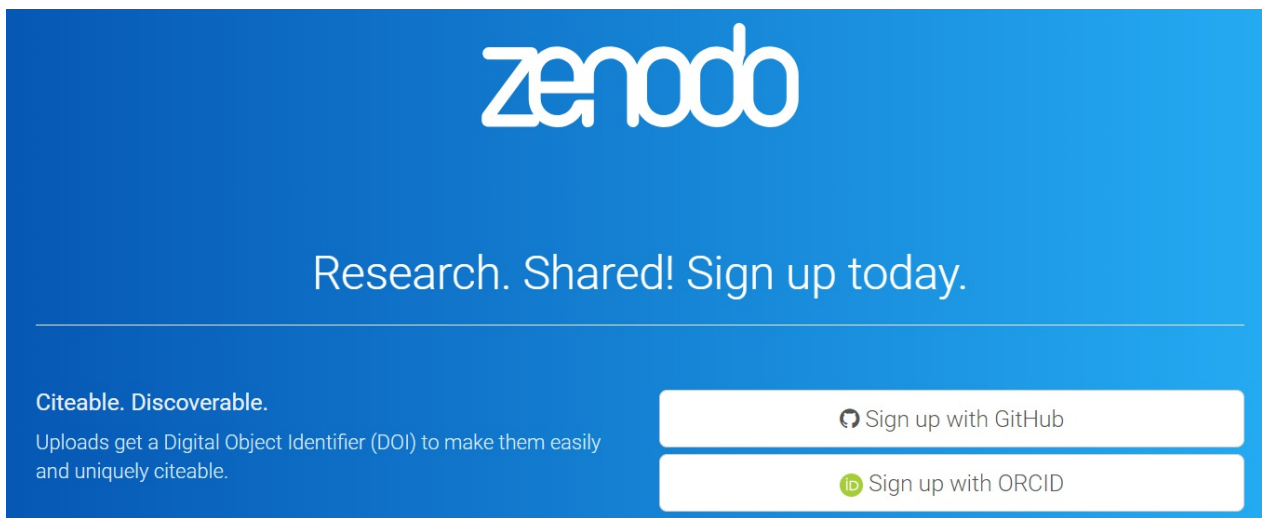 zenodo
Research. Shared! Sign up today.
Citeable. Discoverable.
Uploads get a Digital Object Identifier (DOI) to make them easily
and uniquely citeable.
Sign up with GitHub
iD Sign up with ORCID